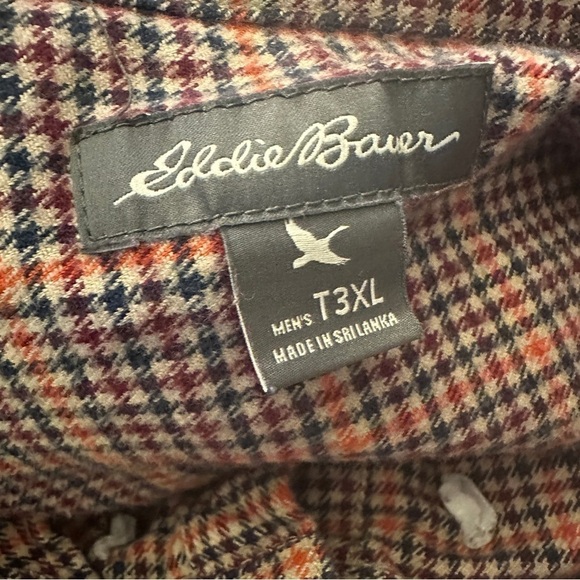 Eddie Bauer
MEN'S T3XL
MADE IN SRI LANKA